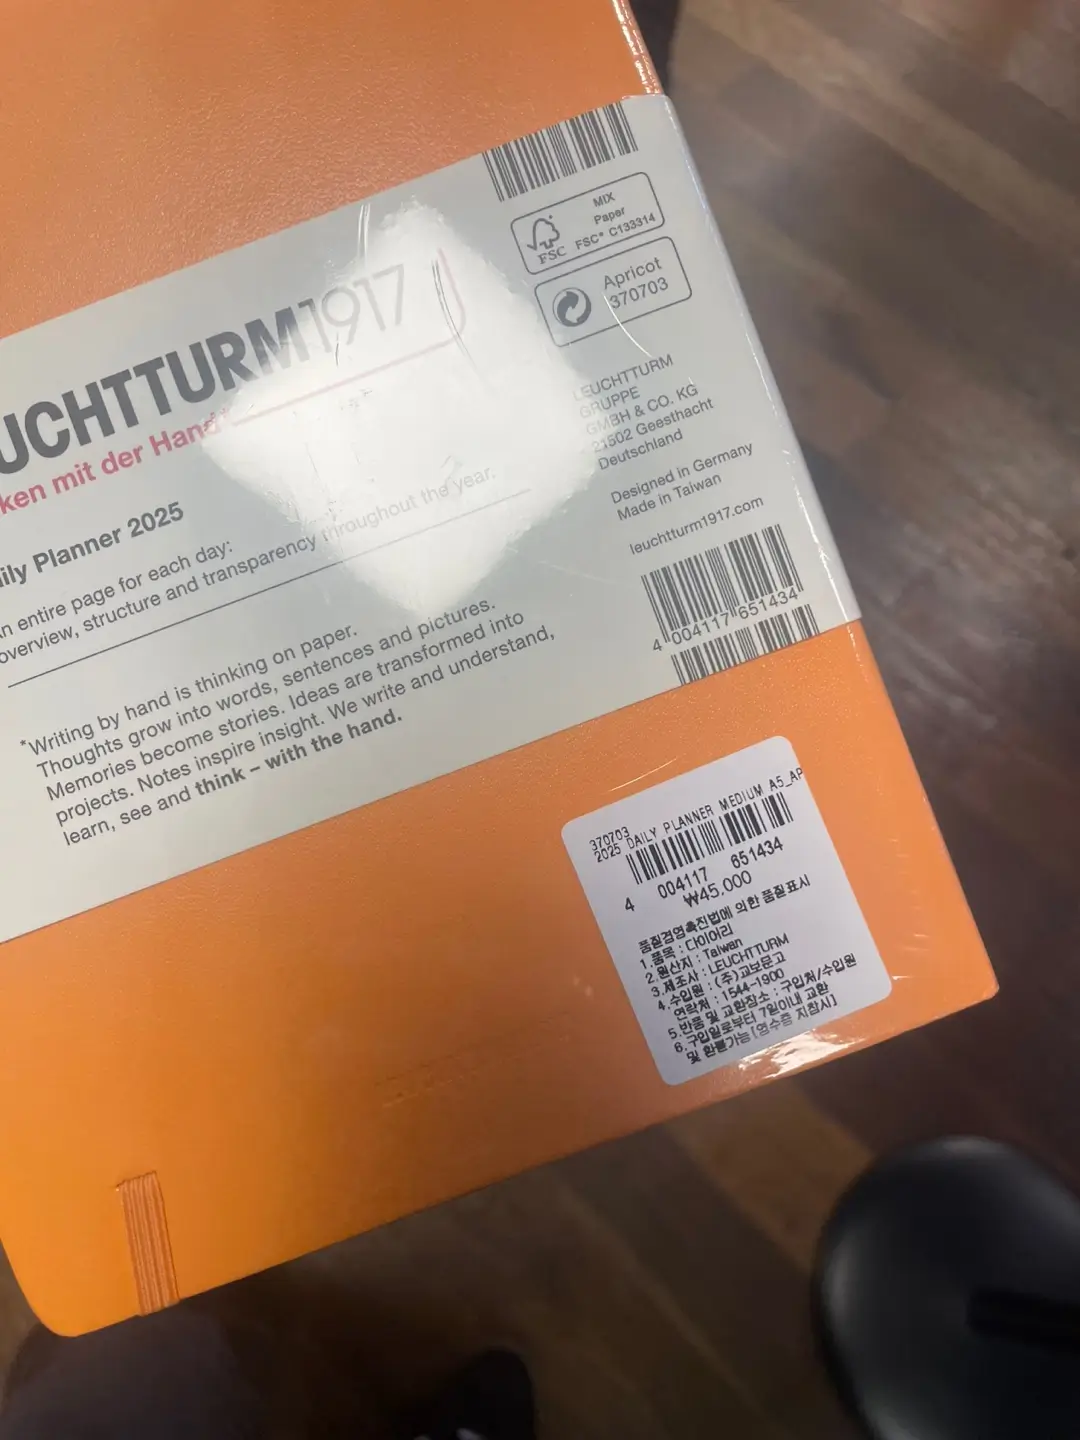 MIX
Paper
FSC
FSC® C133314
Apricot
370703
UCHTTURM1917
ken mit der Hand*
ily Planner 2025
An entire page for each day:
overview, structure and transparency throughout the year.
*Writing by hand is thinking on paper.
Thoughts grow into words, sentences and pictures.
Memories become stories. Ideas are transformed into
projects. Notes inspire insight. We write and understand,
learn, see and think – with the hand.
LEUCHTTURM
GRUPPE
GMBH & CO. KG
21502 Geesthacht
Deutschland
Designed in Germany
Made in Taiwan
leuchtturm1917.com
4 004117 651434
370703
2025 DAILY PLANNER MEDIUM A5_AP
4 004117 651434
₩45,000
품질경영촉진법에 의한 품질표시
1.품목 : 다이어리
2.원산지 : Taiwan
3.제조사 : LEUCHTTURM
4.수입원 : (주)교보문고
연락처 : 1544-1900
5.반품 및 교환장소 : 구입처/수입원
6.구입일로부터 7일이내 교환
및 환불가능[영수증 지참시]